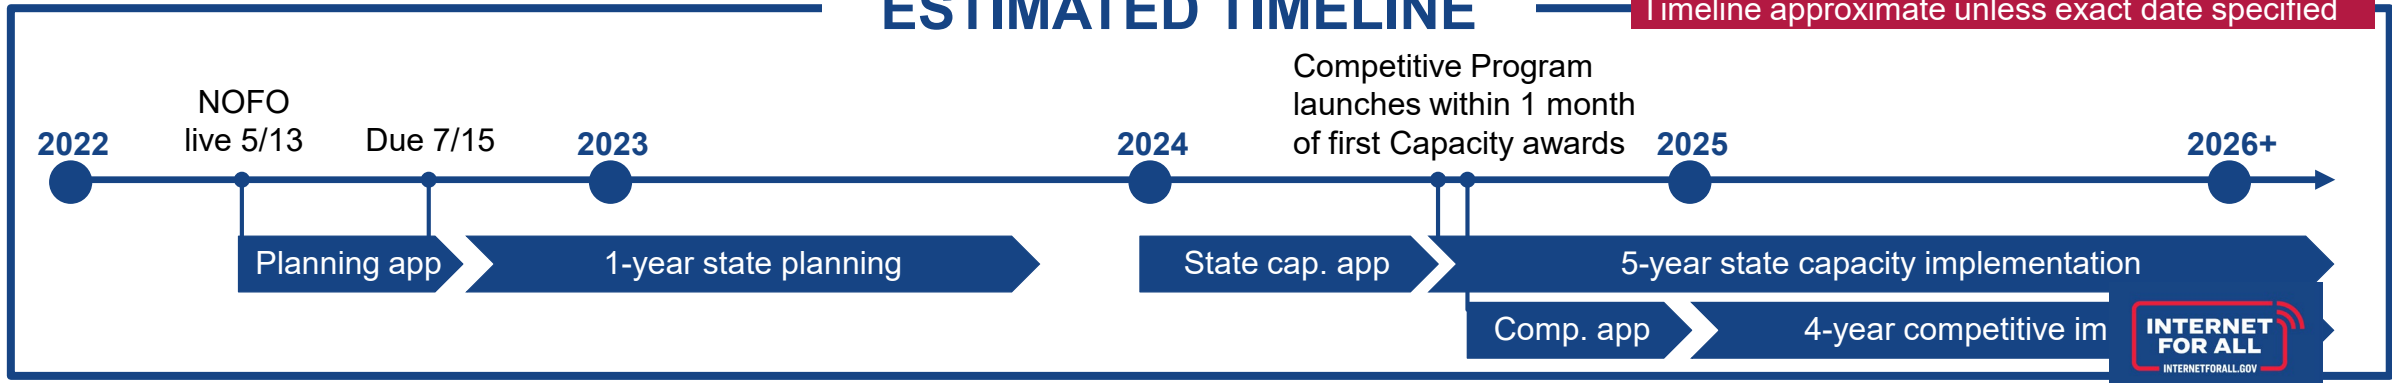 ESTIMATED TIMELINE
Timeline approximate unless exact date specified
Competitive Program
launches within 1 month
of first Capacity awards
NOFO
live 5/13
Due 7/15
2022
2023
2024
2025
2026+
Planning app
1-year state planning
State cap. app
5-year state capacity implementation
Comp. app
4-year competitive im
INTERNET
FOR ALL
INTERNETFORALL.GOV